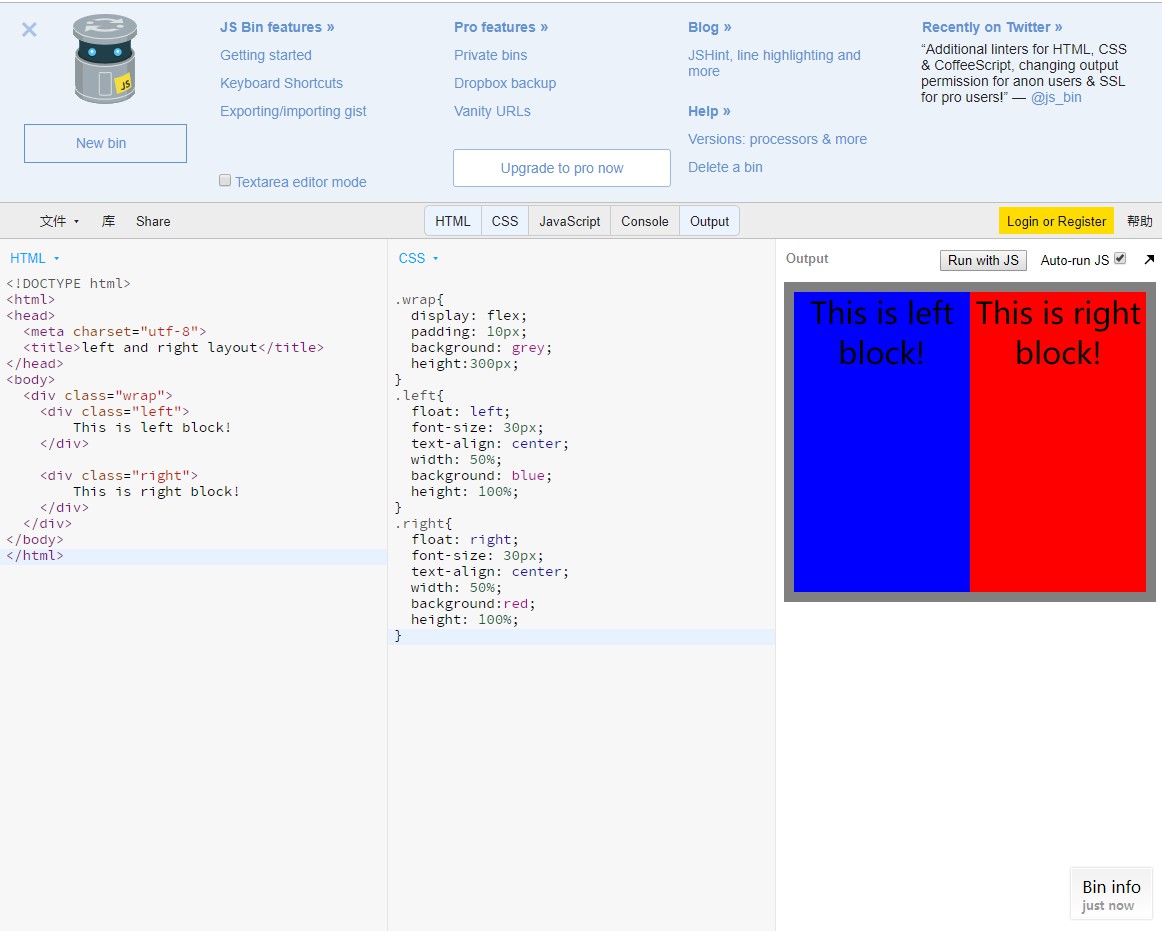 JS Bin features »
Getting started
Keyboard Shortcuts
Exporting/importing gist
Textarea editor mode
JS
New bin
Pro features »
Private bins
Dropbox backup
Vanity URLs
Upgrade to pro now
Blog »
JSHint, line highlighting and
more
Help »
Versions: processors & more
Delete a bin
Recently on Twitter »
“Additional linters for HTML, CSS
& CoffeeScript, changing output
permission for anon users & SSL
for pro users!” — @js_bin
文件 库 Share HTML CSS JavaScript Console Output Login or Register 帮助
HTML
<!DOCTYPE html>
<html>
<head>
  <meta charset="utf-8">
  <title>left and right layout</title>
</head>
<body>
  <div class="wrap">
    <div class="left">
        This is left block!
    </div>

    <div class="right">
        This is right block!
    </div>
  </div>
</body>
</html>
CSS
.wrap{
  display: flex;
  padding: 10px;
  background: grey;
  height:300px;
}
.left{
  float: left;
  font-size: 30px;
  text-align: center;
  width: 50%;
  background: blue;
  height: 100%;
}
.right{
  float: right;
  font-size: 30px;
  text-align: center;
  width: 50%;
  background:red;
  height: 100%;
}
Output Run with JS Auto-run JS
This is left
block!
This is right
block!
Bin info
just now